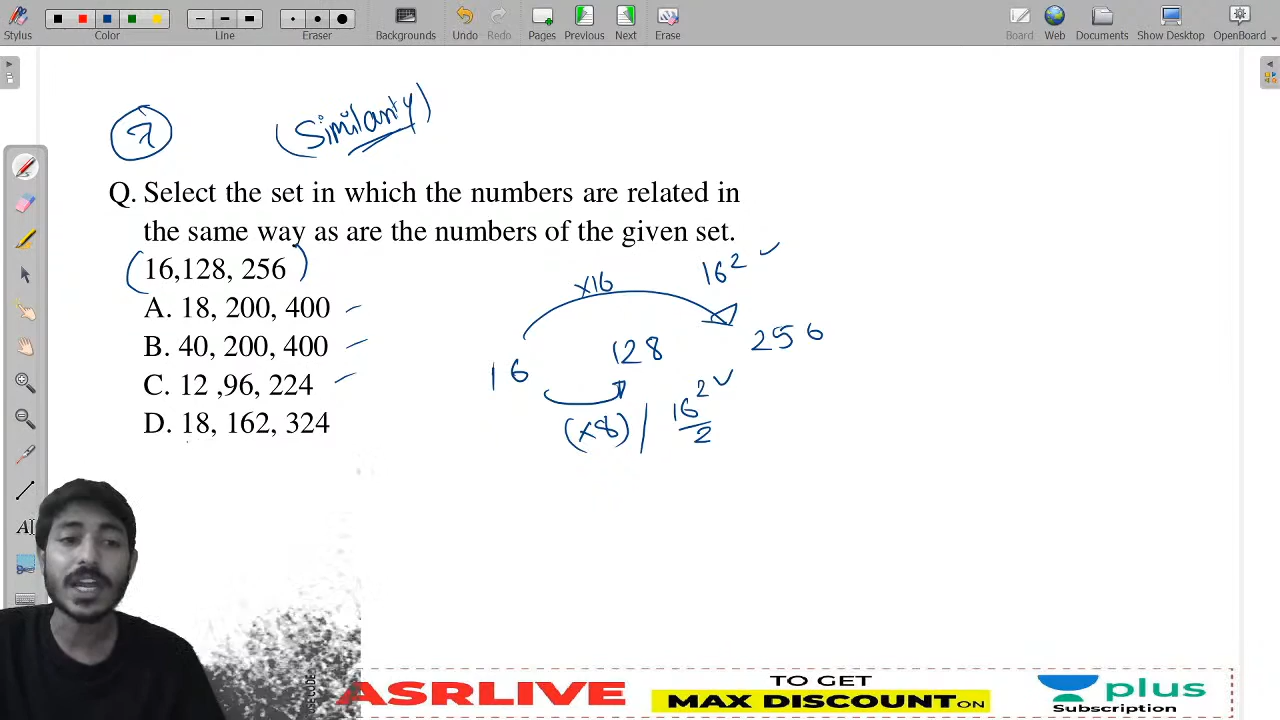 Stylus Color Line Eraser Backgrounds Undo Redo Pages Previous Next Erase Board Web Documents Show Desktop OpenBoard
(Similarity)
Q. Select the set in which the numbers are related in
the same way as are the numbers of the given set.
(16,128, 256)
A. 18, 200, 400
B. 40, 200, 400
C. 12 ,96, 224
D. 18, 162, 324
×16
16²
16 128 256
(×8) | 16²/2
AI
TO GET
ASRLIVE MAX DISCOUNT ON
plus
Subscription